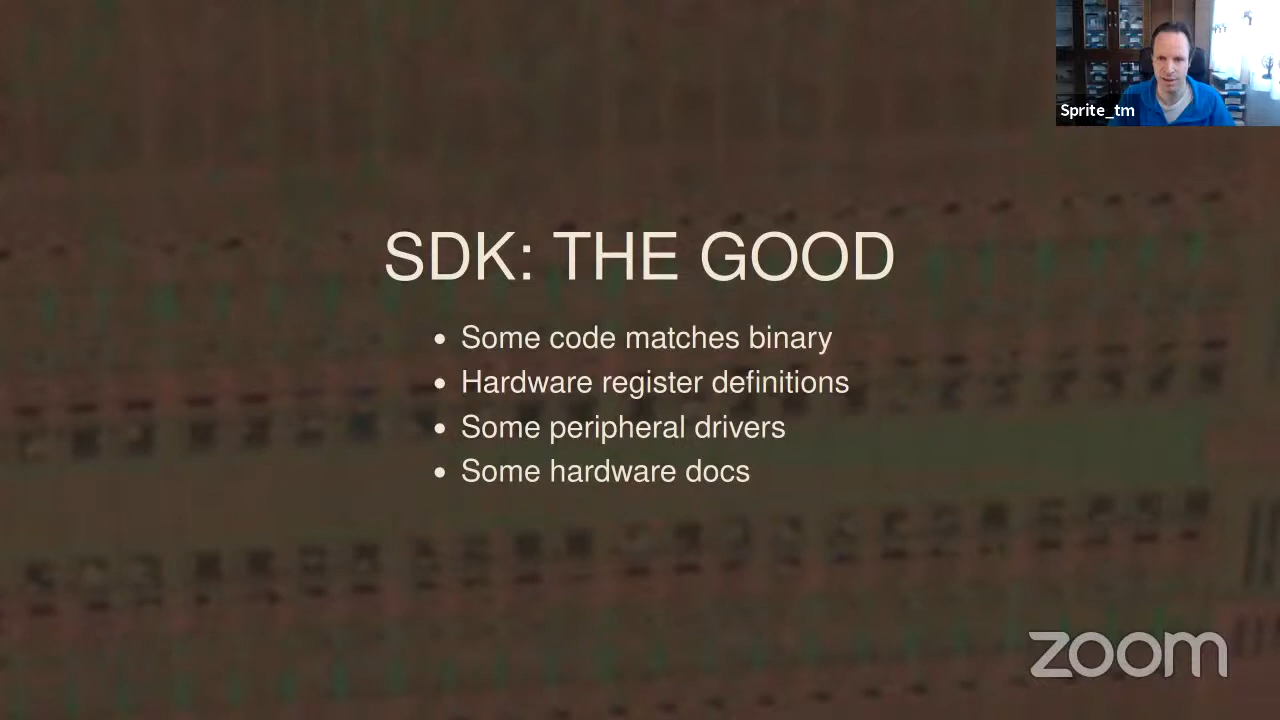 Sprite_tm
SDK: THE GOOD
• Some code matches binary
• Hardware register definitions
• Some peripheral drivers
• Some hardware docs
zoom